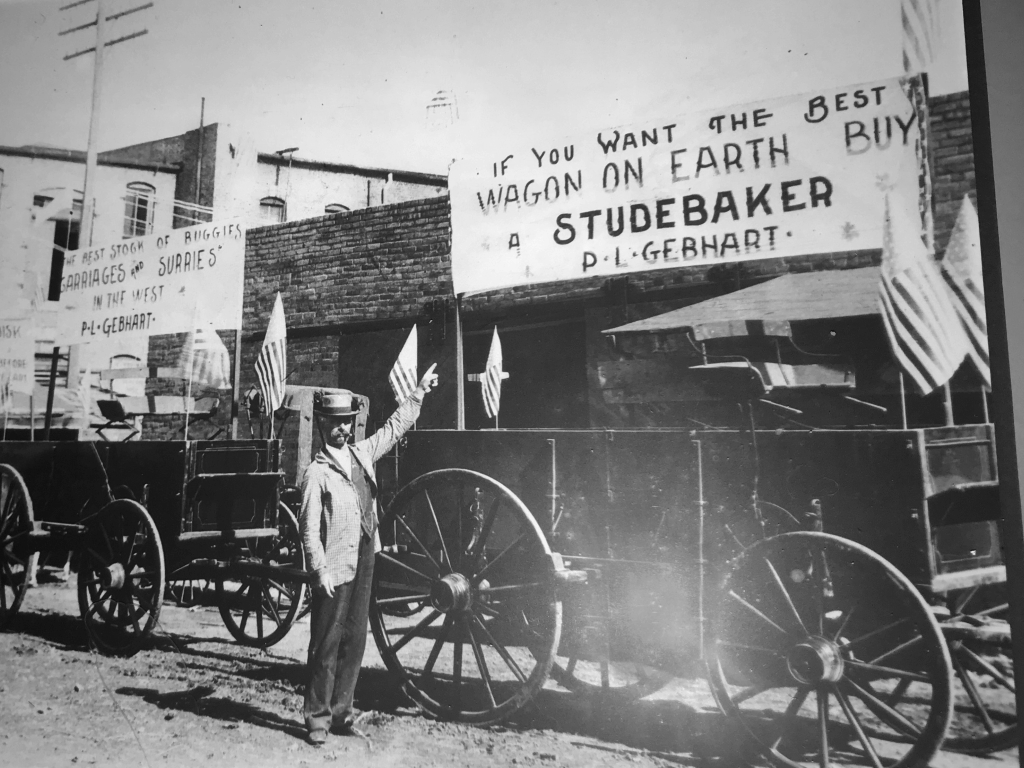 IF YOU WANT THE BEST
WAGON ON EARTH BUY
A STUDEBAKER
P. L. GEBHART.
THE BEST STOCK OF BUGGIES
CARRIAGES AND SURRIES"
IN THE WEST
P. L. GEBHART.